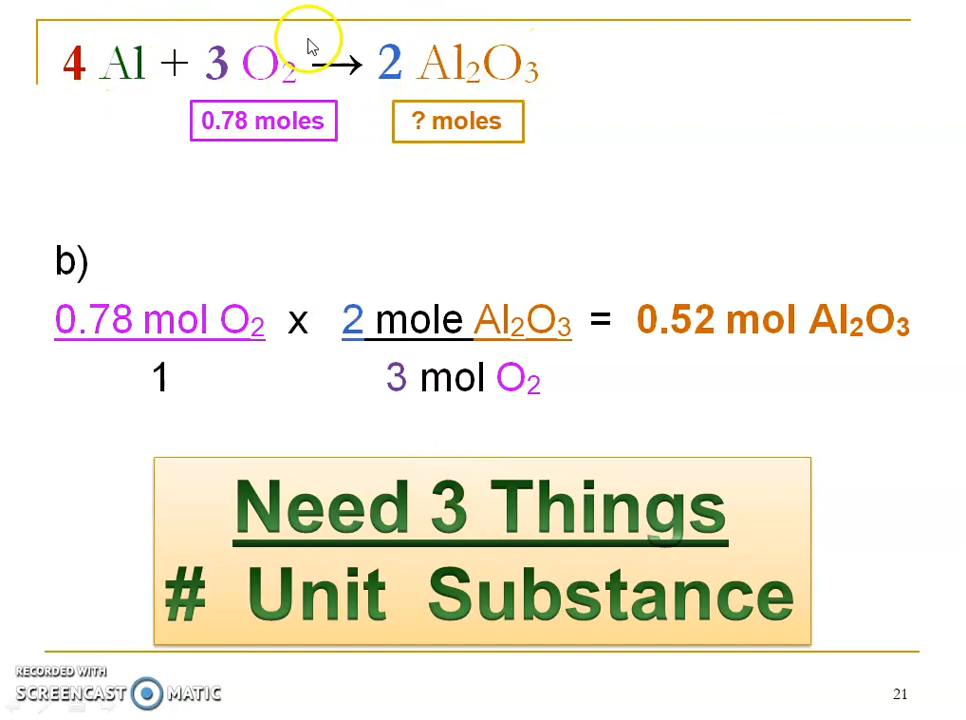 4 Al + 3 O₂ → 2 Al₂O₃
0.78 moles ? moles
b)
0.78 mol O₂ x 2 mole Al₂O₃ = 0.52 mol Al₂O₃
1 3 mol O₂
Need 3 Things
# Unit Substance
RECORDED WITH
SCREENCAST MATIC
21